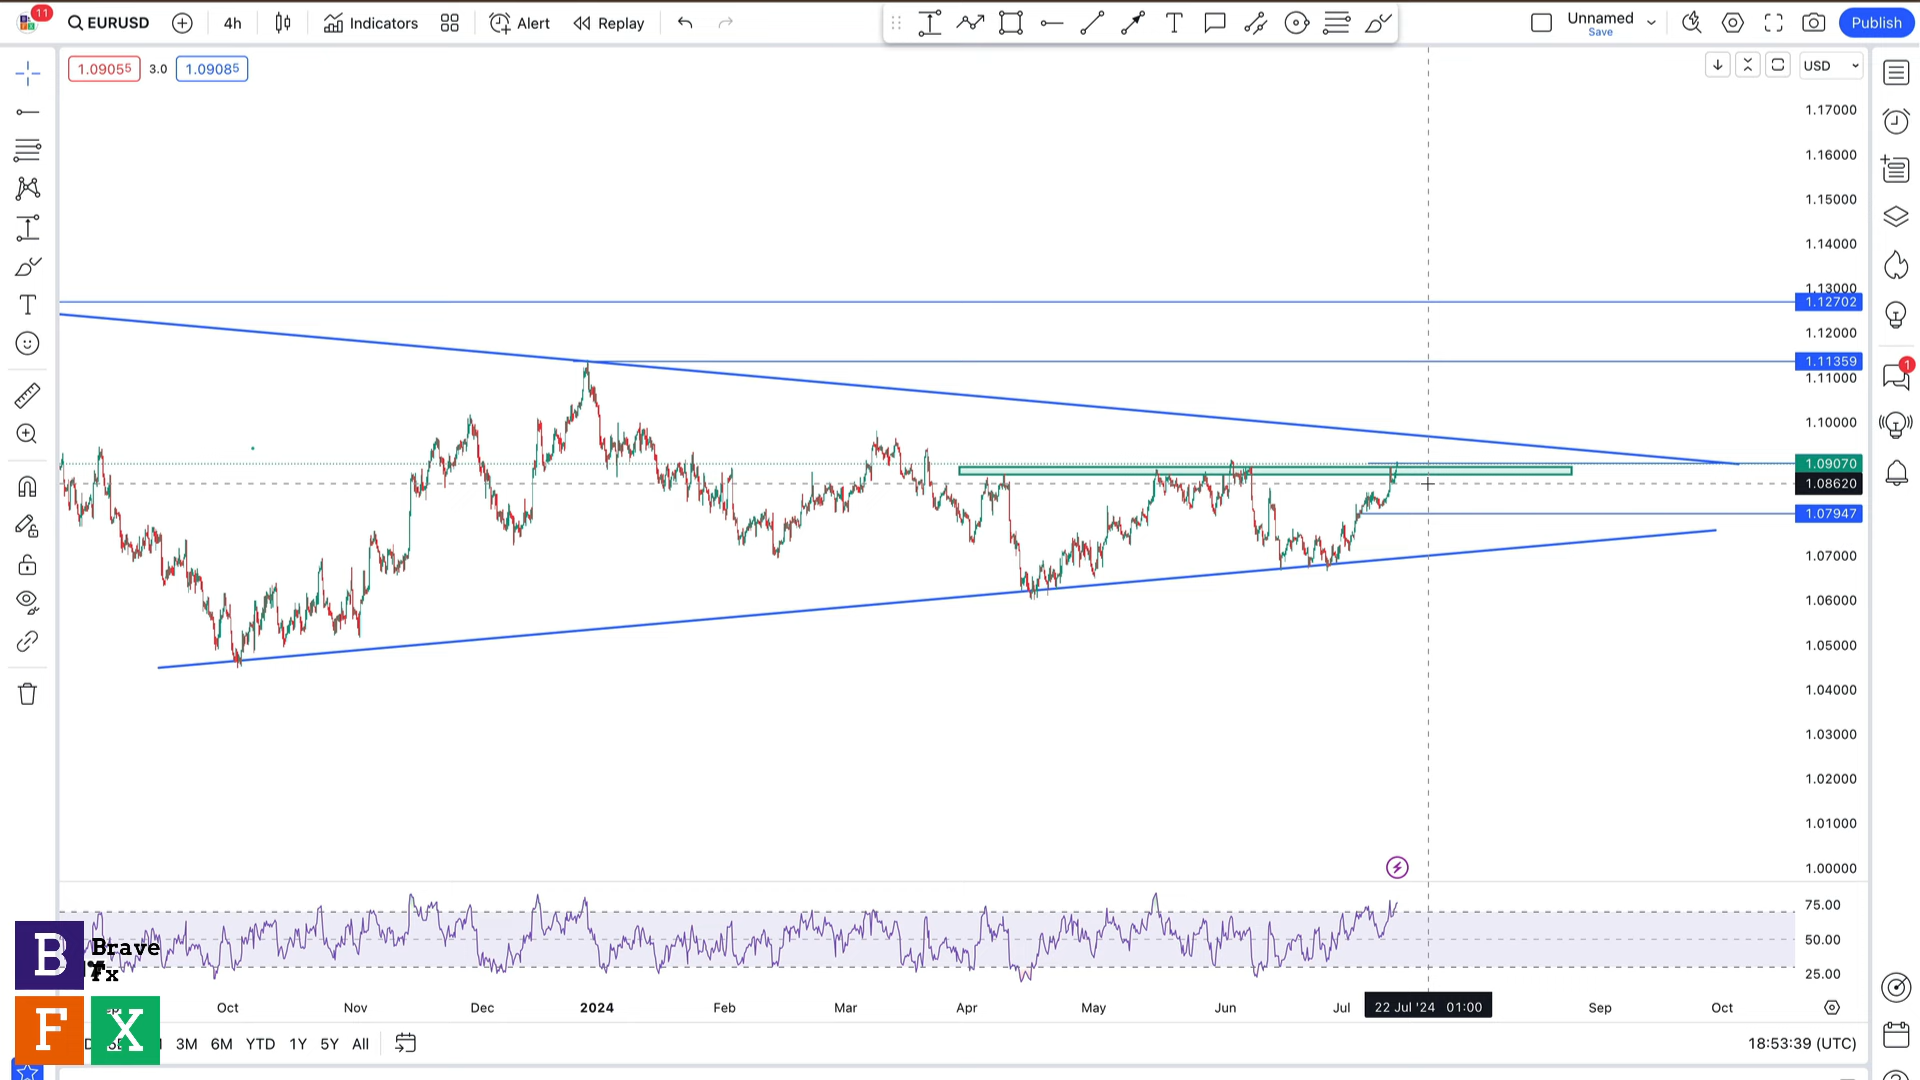 11
EURUSD
4h
Indicators
Alert
Replay
Unnamed
Save
Publish
1.09055
3.0
1.09085
USD
1.17000
1.16000
1.15000
1.14000
1.13000
1.12702
1.12000
1.11359
1.11000
1.10000
1.09070
1.08620
1.07947
1.07000
1.06000
1.05000
1.04000
1.03000
1.02000
1.01000
1.00000
1
75.00
50.00
25.00
B
Brave
Fx
F X
Oct
Nov
Dec
2024
Feb
Mar
Apr
May
Jun
Jul
22 Jul '24 01:00
Sep
Oct
3M 6M YTD 1Y 5Y All
18:53:39 (UTC)